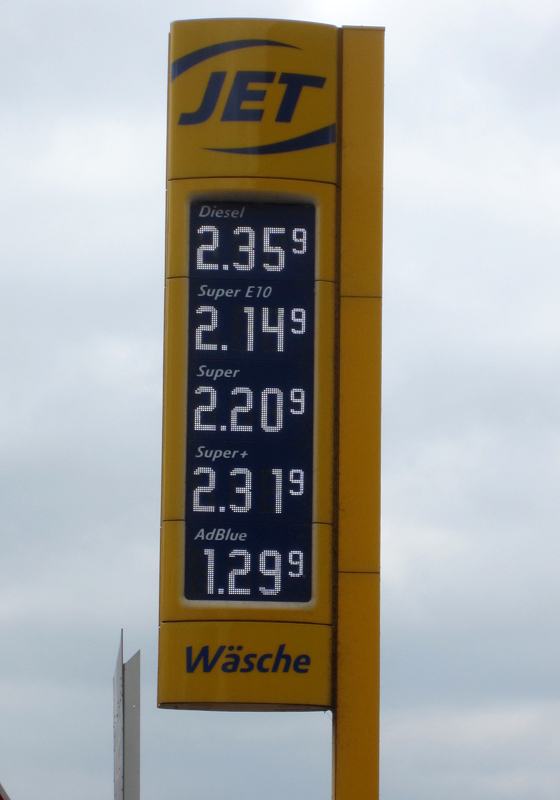 JET
Diesel
2.35⁹
Super E10
2.14⁹
Super
2.20⁹
Super+
2.31⁹
AdBlue
1.29⁹
Wäsche